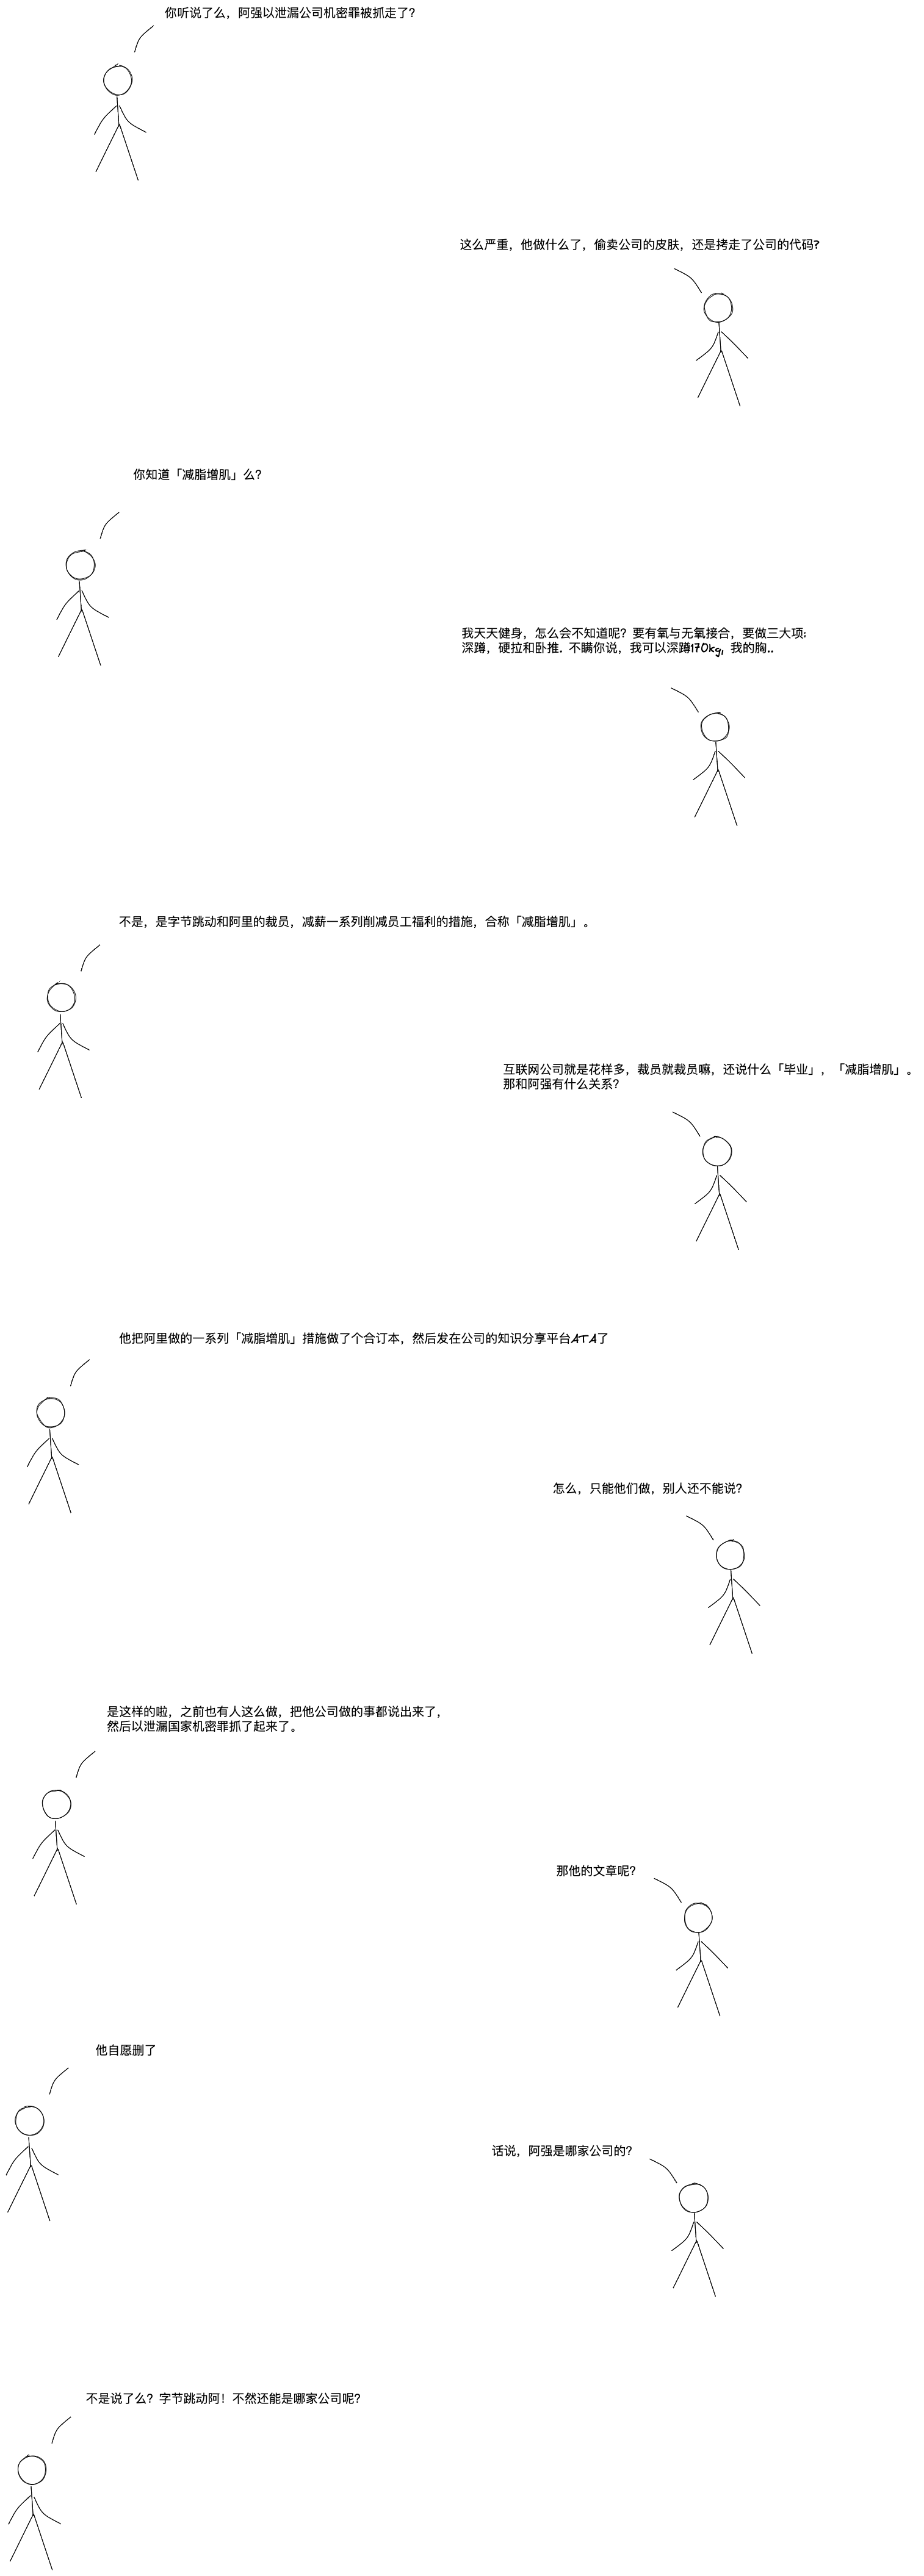 你听说了么，阿强以泄漏公司机密罪被抓走了？
这么严重，他做什么了，偷卖公司的皮肤，还是拷走了公司的代码？
你知道「减脂增肌」么？
我天天健身，怎么会不知道呢？要有氧与无氧接合，要做三大项:
深蹲，硬拉和卧推. 不瞒你说，我可以深蹲170kg, 我的胸..
不是，是字节跳动和阿里的裁员，减薪一系列削减员工福利的措施，合称「减脂增肌」。
互联网公司就是花样多，裁员就裁员嘛，还说什么「毕业」，「减脂增肌」。
那和阿强有什么关系？
他把阿里做的一系列「减脂增肌」措施做了个合订本，然后发在公司的知识分享平台ATA了
怎么，只能他们做，别人还不能说？
是这样的啦，之前也有人这么做，把他公司做的事都说出来了，
然后以泄漏国家机密罪抓了起来了。
那他的文章呢？
他自愿删了
话说，阿强是哪家公司的？
不是说了么？字节跳动阿！不然还能是哪家公司呢？